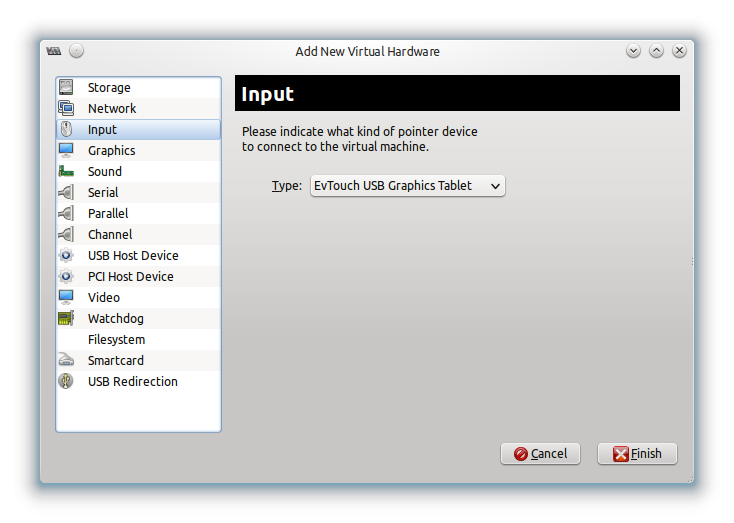 Add New Virtual Hardware
Storage
Network
Input
Graphics
Sound
Serial
Parallel
Channel
USB Host Device
PCI Host Device
Video
Watchdog
Filesystem
Smartcard
USB Redirection
Input
Please indicate what kind of pointer device
to connect to the virtual machine.
Type: EvTouch USB Graphics Tablet
Cancel Finish